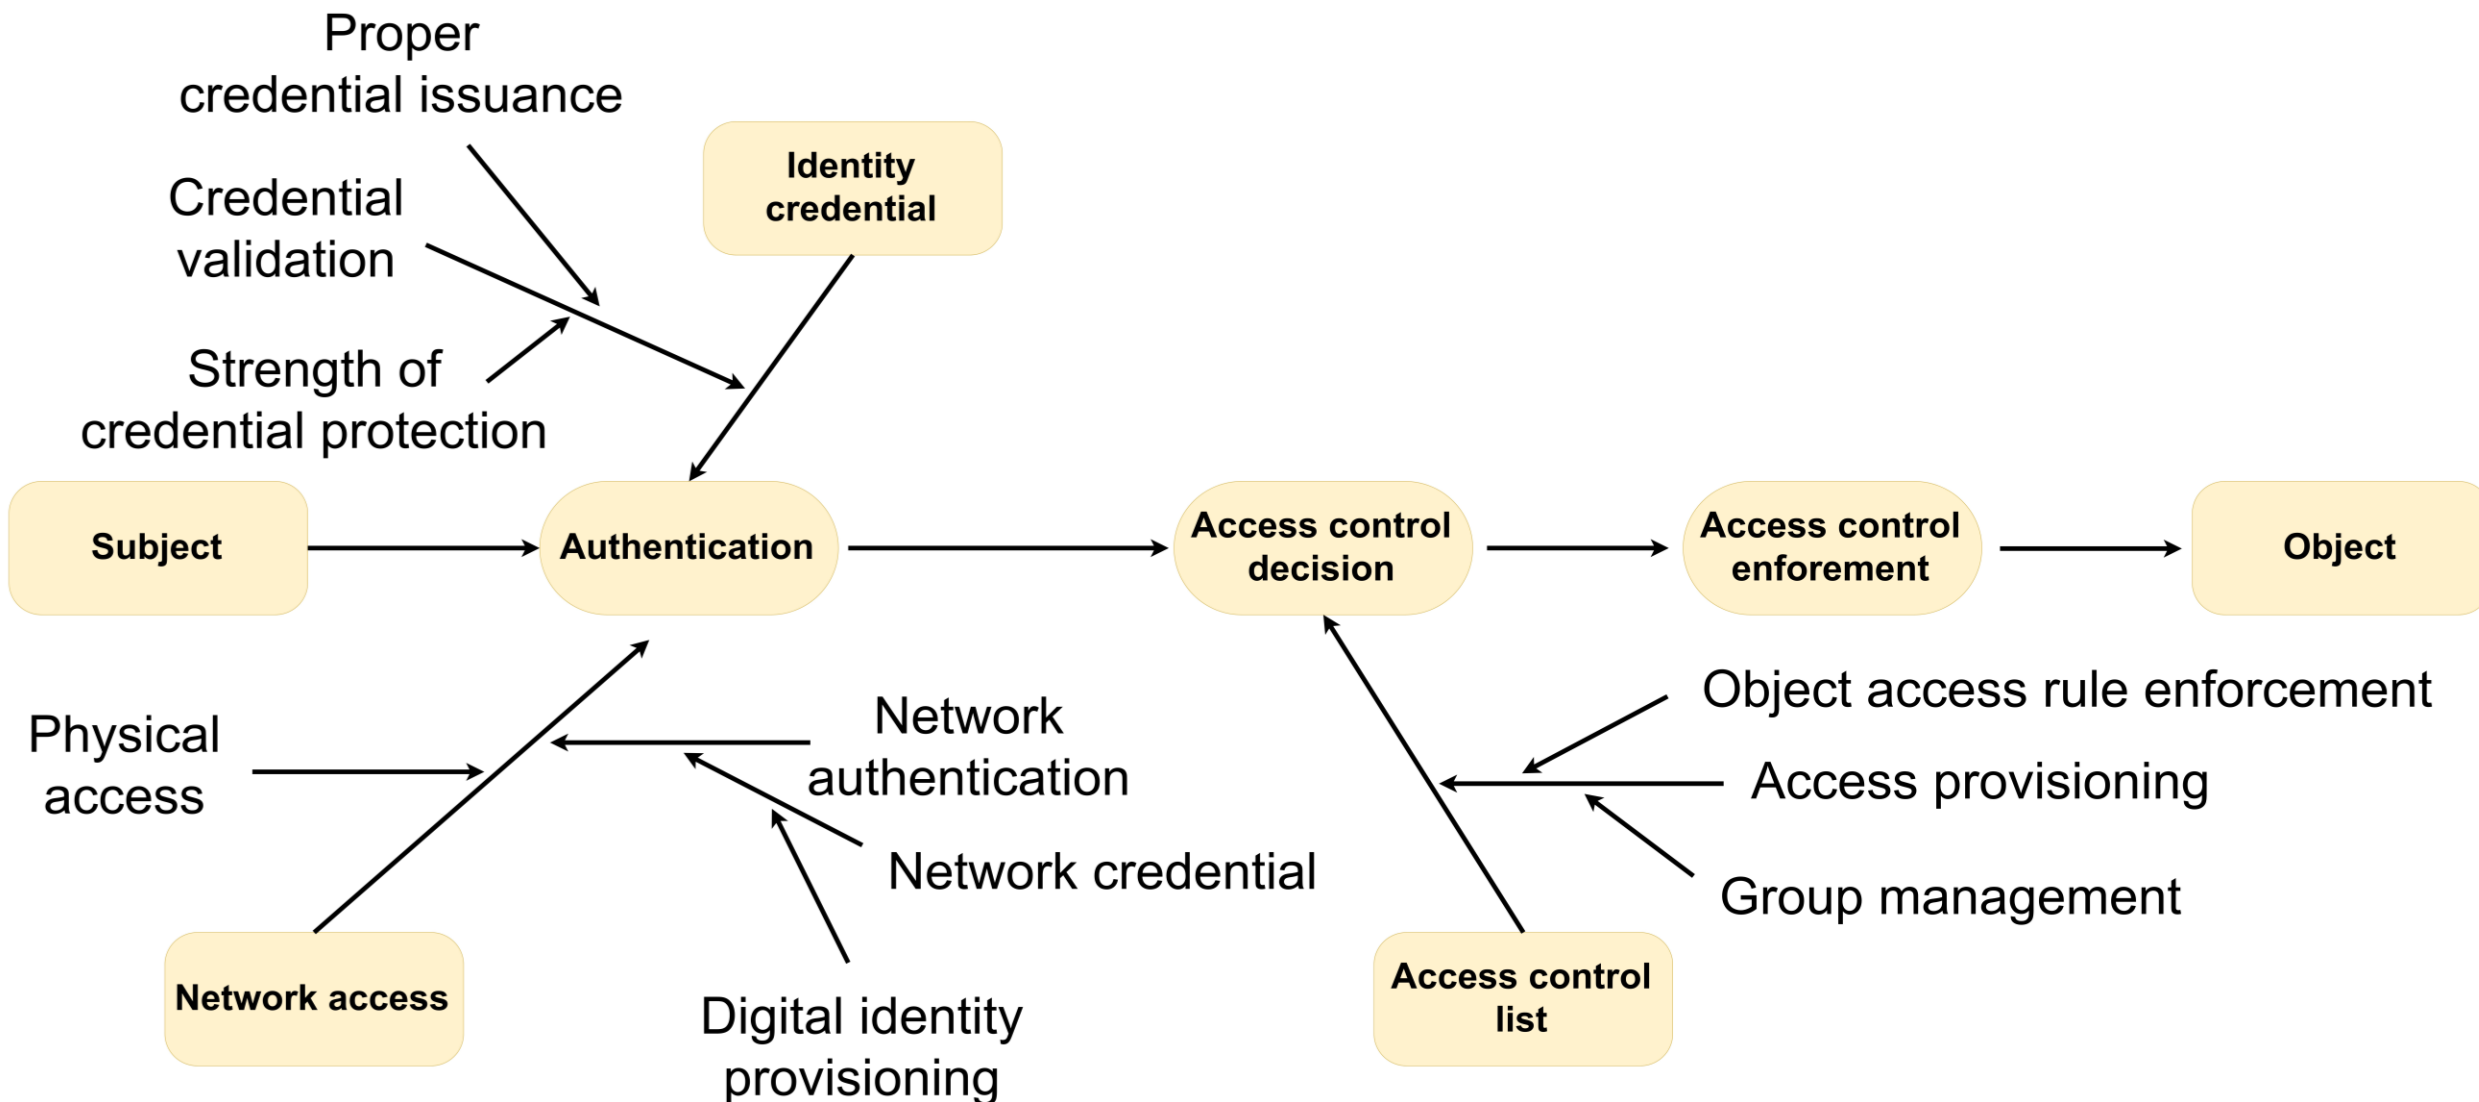 Proper
credential issuance
Identity
credential
Credential
validation
Strength of
credential protection
Subject
Authentication
Access control
decision
Access control
enforement
Object
Physical
access
Network
authentication
Network credential
Object access rule enforcement
Access provisioning
Group management
Network access
Digital identity
provisioning
Access control
list